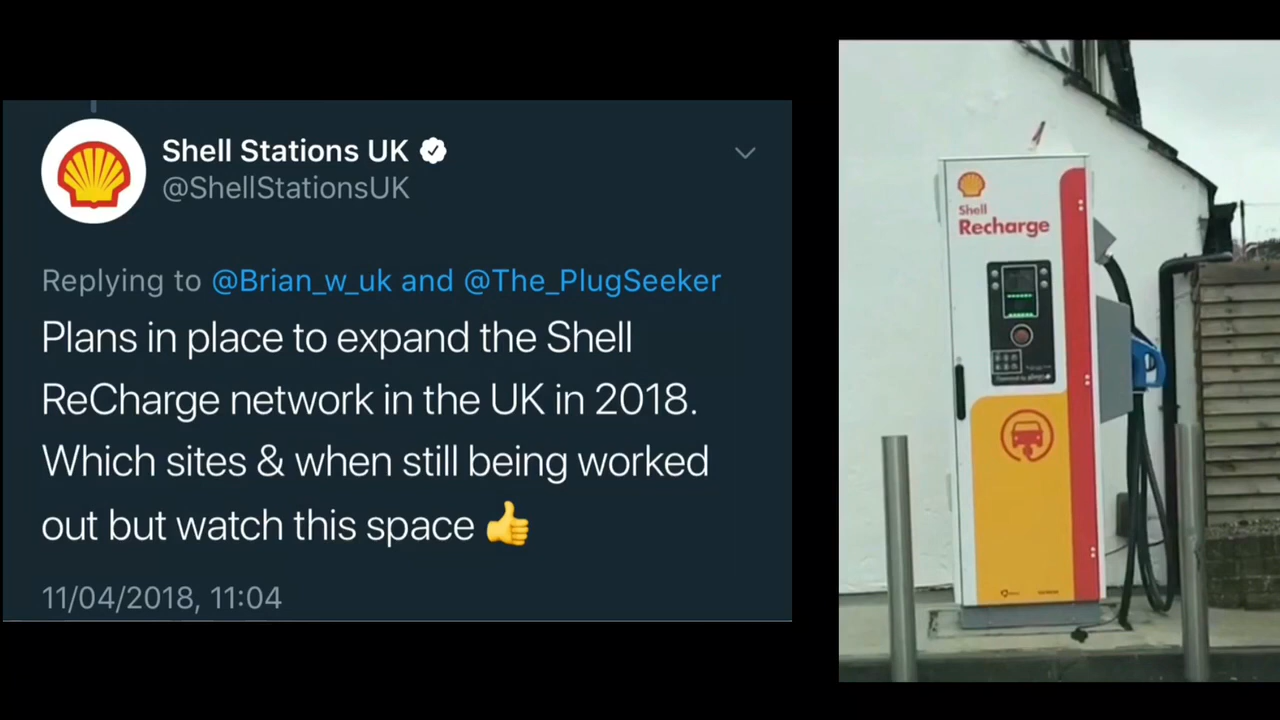 Shell Stations UK
@ShellStationsUK
Replying to @Brian_w_uk and @The_PlugSeeker
Plans in place to expand the Shell
ReCharge network in the UK in 2018.
Which sites & when still being worked
out but watch this space 👍
11/04/2018, 11:04
Shell
Recharge